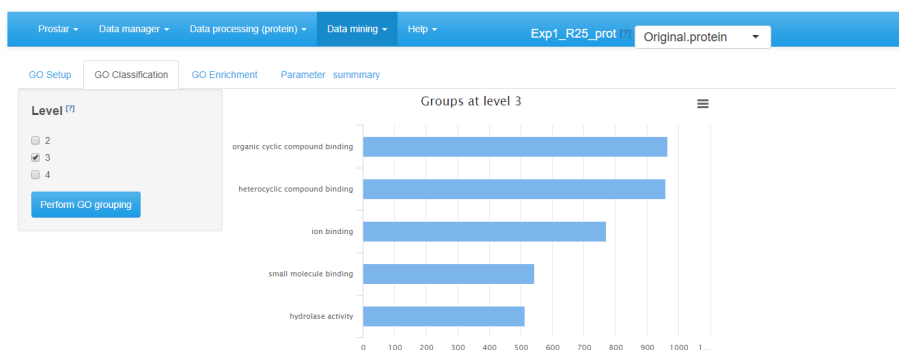 Prostar Data manager Data processing (protein) Data mining Help Exp1_R25_prot [?] Original.protein
GO Setup GO Classification GO Enrichment Parameter summmary
Level [?]
2
3
4
Perform GO grouping
Groups at level 3
organic cyclic compound binding
heterocyclic compound binding
ion binding
small molecule binding
hydrolase activity
0 100 200 300 400 500 600 700 800 900 1000 1...